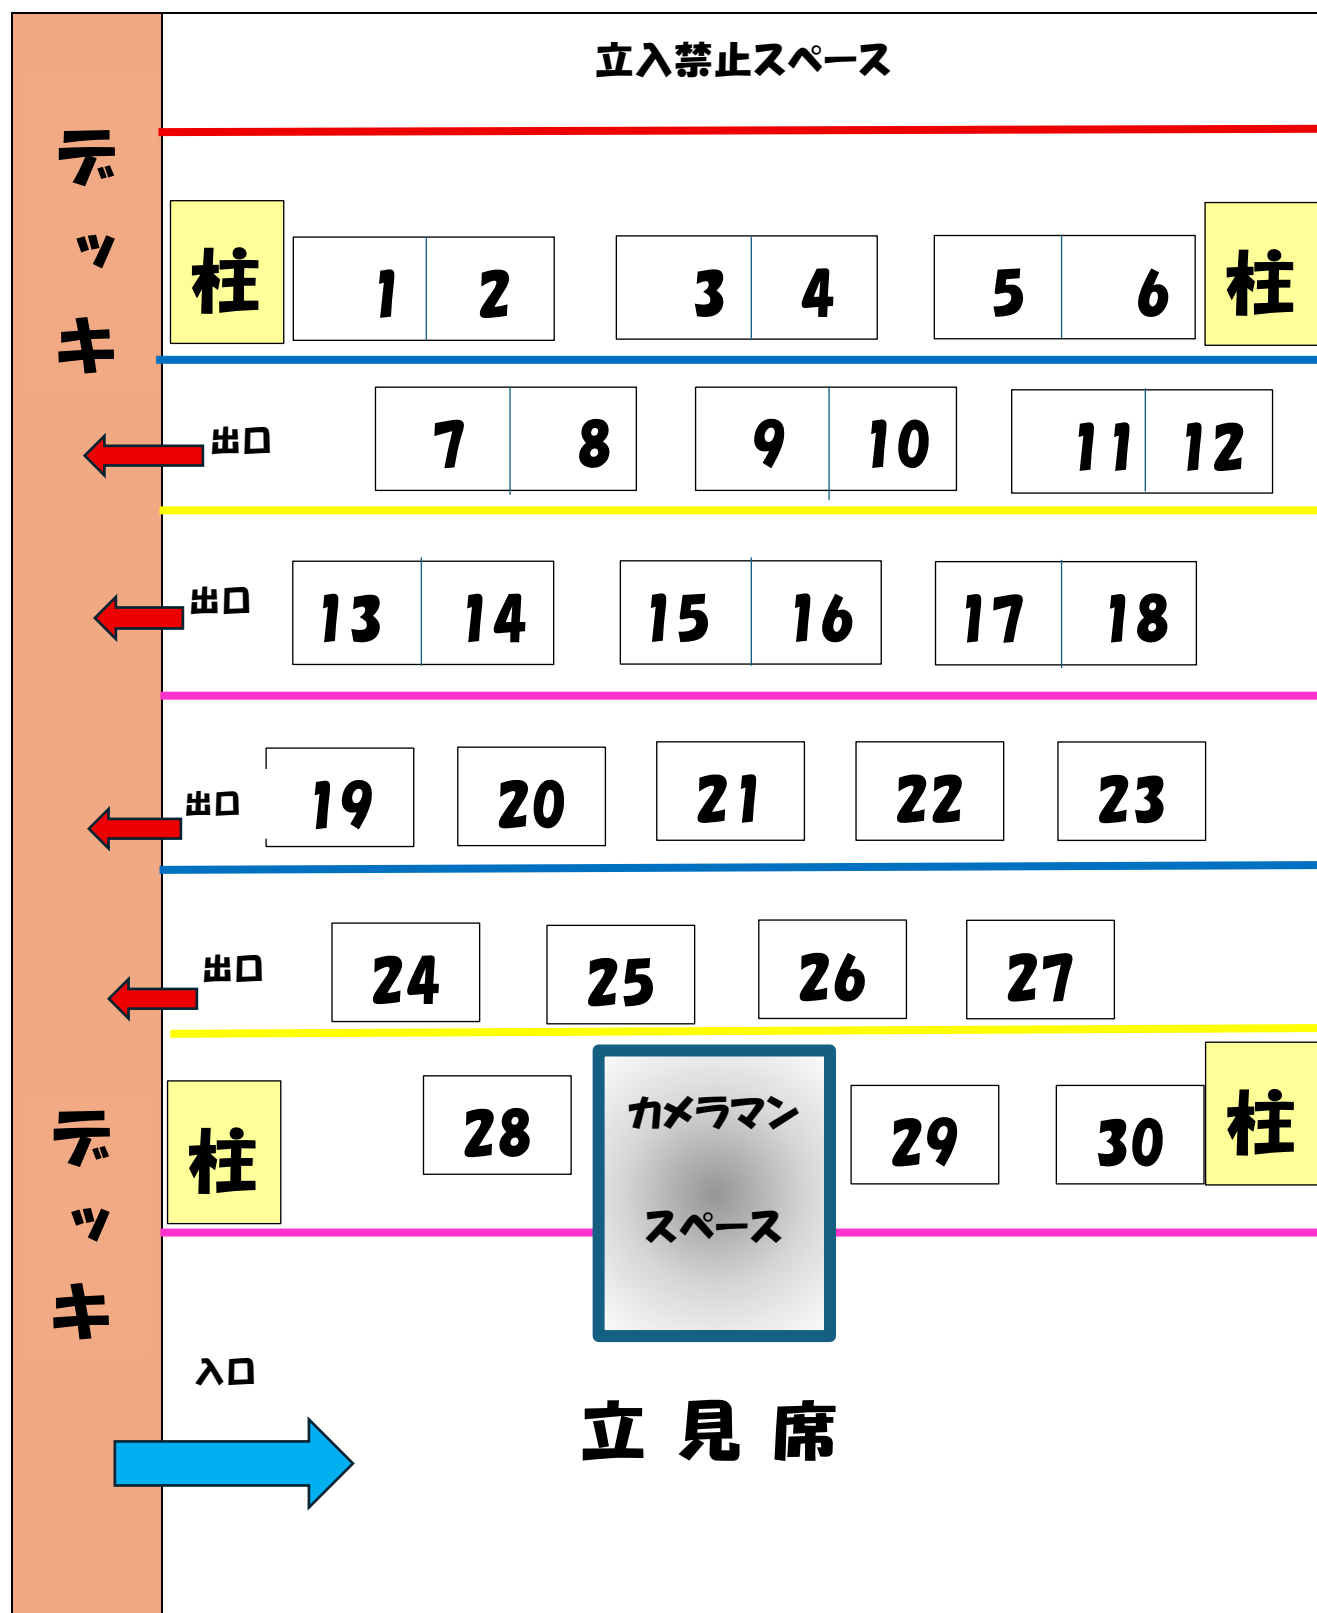 立入禁止スペース
デッキ
柱 1 2 3 4 5 6 柱
出口 7 8 9 10 11 12
出口 13 14 15 16 17 18
出口 19 20 21 22 23
出口 24 25 26 27
デッキ
柱 28 カメラマン 29 30 柱
スペース
入口
立見席